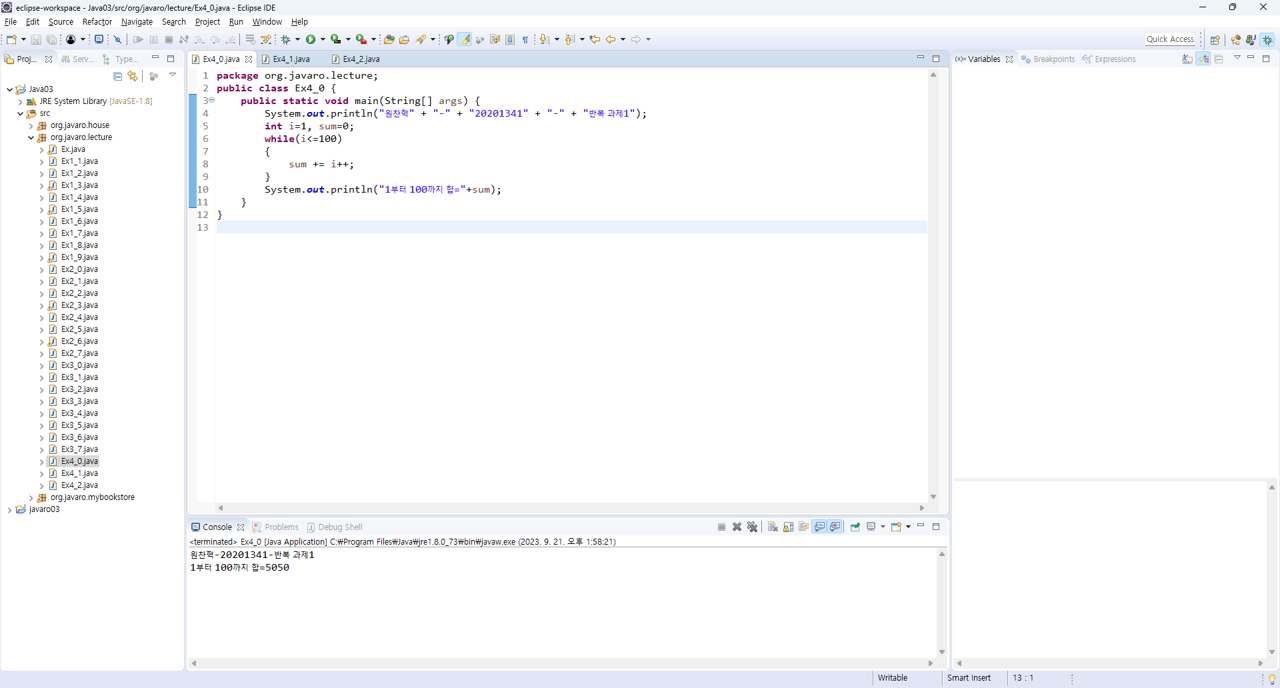 eclipse-workspace - Java03/src/org/javaro/lecture/Ex4_0.java - Eclipse IDE
File Edit Source Refactor Navigate Search Project Run Window Help
Quick Access
Proj... Serv... Type...
Java03
JRE System Library [JavaSE-1.8]
src
org.javaro.house
org.javaro.lecture
Ex.java
Ex1_1.java
Ex1_2.java
Ex1_3.java
Ex1_4.java
Ex1_5.java
Ex1_6.java
Ex1_7.java
Ex1_8.java
Ex1_9.java
Ex2_0.java
Ex2_1.java
Ex2_2.java
Ex2_3.java
Ex2_4.java
Ex2_5.java
Ex2_6.java
Ex2_7.java
Ex3_0.java
Ex3_1.java
Ex3_2.java
Ex3_3.java
Ex3_4.java
Ex3_5.java
Ex3_6.java
Ex3_7.java
Ex4_0.java
Ex4_1.java
Ex4_2.java
org.javaro.mybookstore
javaro03
Ex4_0.java Ex4_1.java Ex4_2.java
1 package org.javaro.lecture;
2 public class Ex4_0 {
3 public static void main(String[] args) {
4 System.out.println("원찬혁" + "-" + "20201341" + "-" + "반복 과제1");
5 int i=1, sum=0;
6 while(i<=100)
7 {
8 sum += i++;
9 }
10 System.out.println("1부터 100까지 합="+sum);
11 }
12 }
13
(x)= Variables Breakpoints Expressions
Console Problems Debug Shell
<terminated> Ex4_0 [Java Application] C:₩Program Files₩Java₩jre1.8.0_73₩bin₩javaw.exe (2023. 9. 21. 오후 1:58:21)
원찬혁-20201341-반복 과제1
1부터 100까지 합=5050
Writable Smart Insert 13 : 1